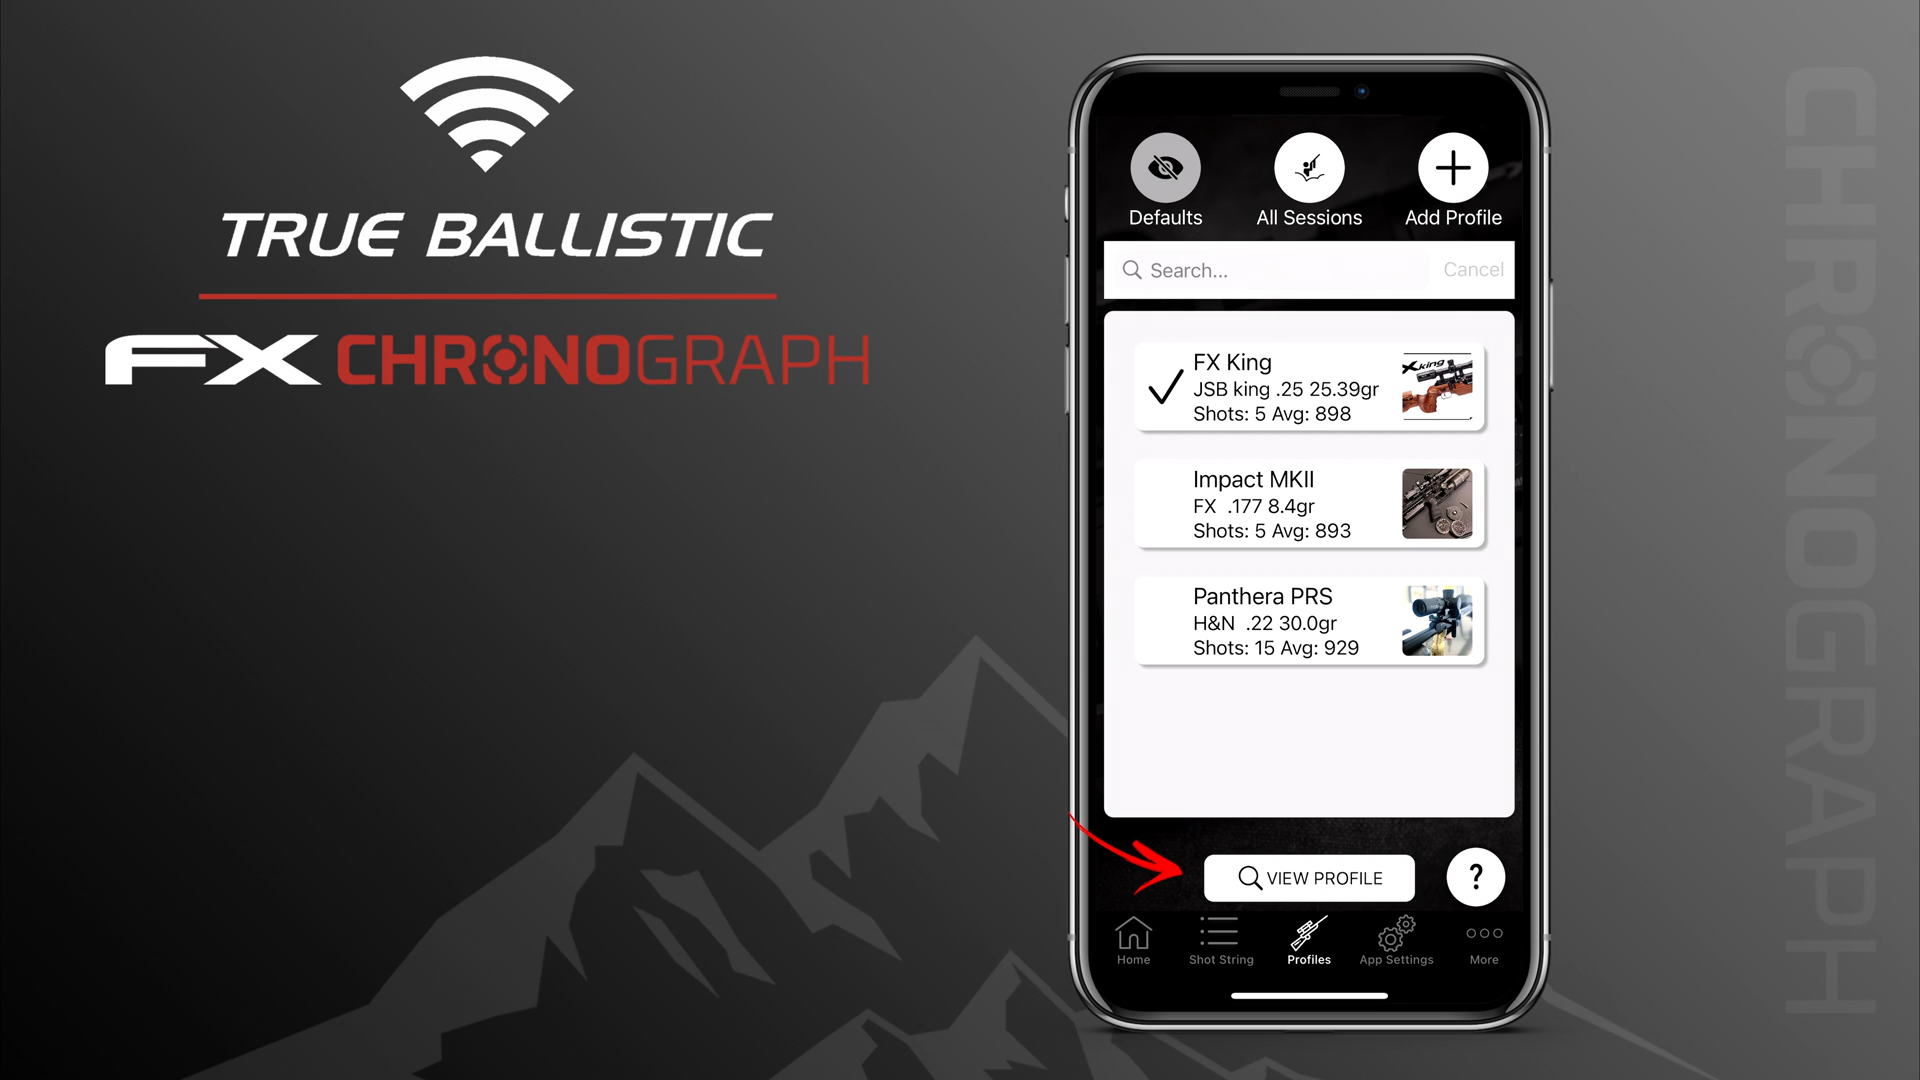 TRUE BALLISTIC
FX CHRONOGRAPH
Defaults
All Sessions
Add Profile
Search...
Cancel
FX King
JSB king .25 25.39gr
Shots: 5 Avg: 898
Xking
Impact MKII
FX .177 8.4gr
Shots: 5 Avg: 893
Panthera PRS
H&N .22 30.0gr
Shots: 15 Avg: 929
VIEW PROFILE
?
Home
Shot String
Profiles
App Settings
More
CHRONOGRAPH